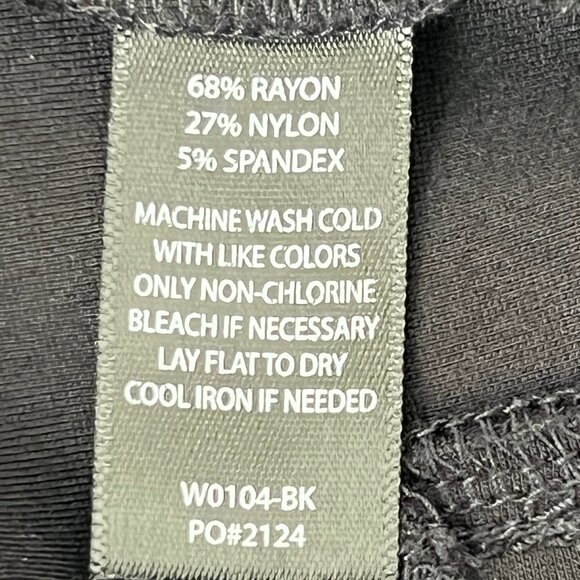 68% RAYON
27% NYLON
5% SPANDEX
MACHINE WASH COLD
WITH LIKE COLORS
ONLY NON-CHLORINE
BLEACH IF NECESSARY
LAY FLAT TO DRY
COOL IRON IF NEEDED
W0104-BK
PO#2124